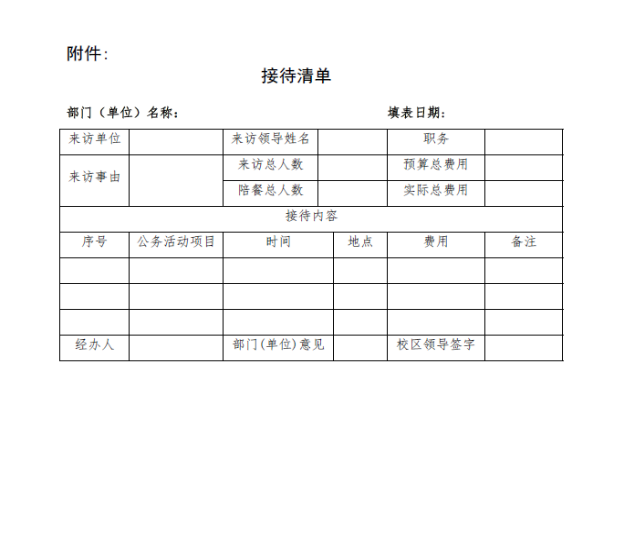 附件:
接待清单
部门（单位）名称： 填表日期:
来访单位 来访领导姓名 职务
来访事由 来访总人数 预算总费用
陪餐总人数 实际总费用
接待内容
序号 公务活动项目 时间 地点 费用 备注
经办人 部门(单位)意见 校区领导签字